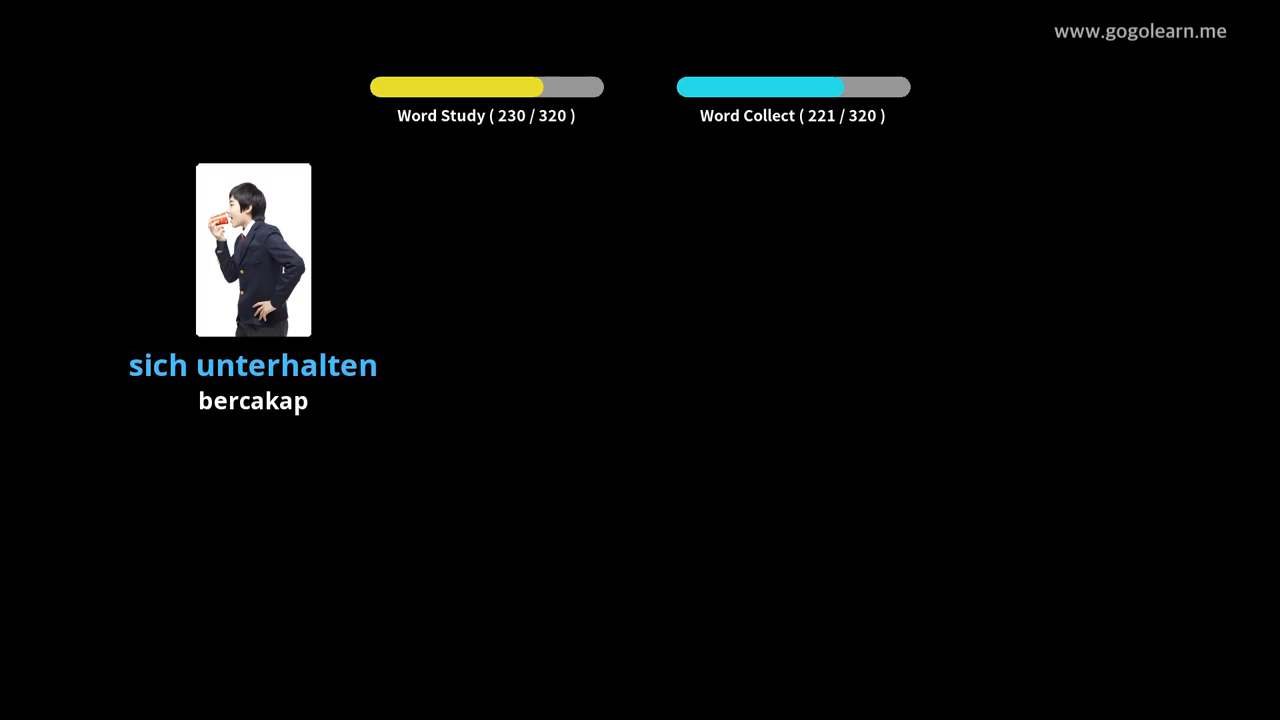 www.gogolearn.me
Word Study ( 230 / 320 )
Word Collect ( 221 / 320 )
sich unterhalten
bercakap